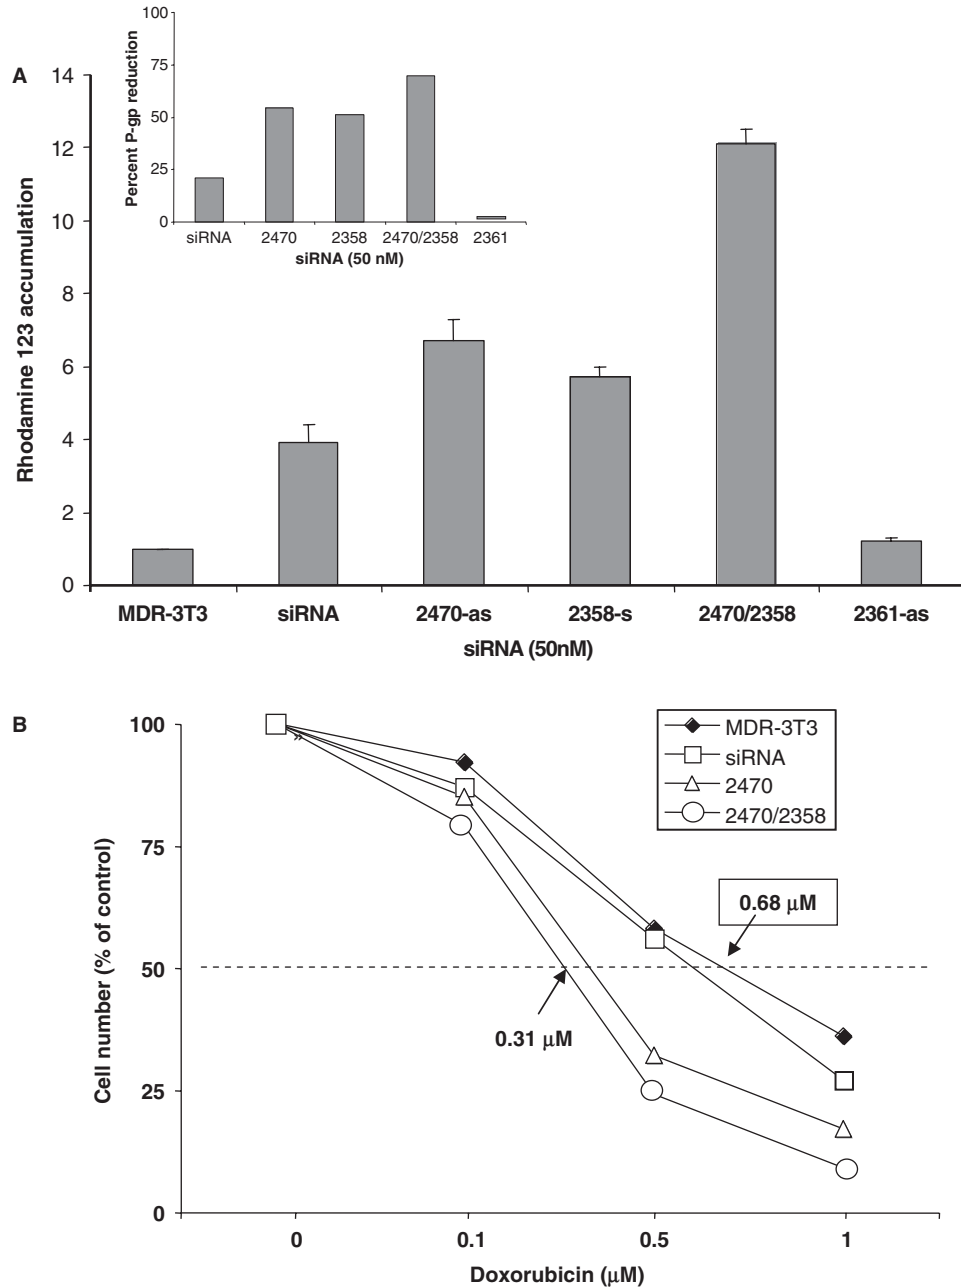 A
Rhodamine 123 accumulation
14
12
10
8
6
4
2
0
MDR-3T3 siRNA 2470-as 2358-s 2470/2358 2361-as
siRNA (50nM)
Percent P-gp reduction
100
75
50
25
0
siRNA 2470 2358 2470/2358 2361
siRNA (50 nM)
B
Cell number (% of control)
100
75
50
25
0
MDR-3T3
siRNA
2470
2470/2358
0.68 μM
0.31 μM
»
0 0.1 0.5 1
Doxorubicin (μM)